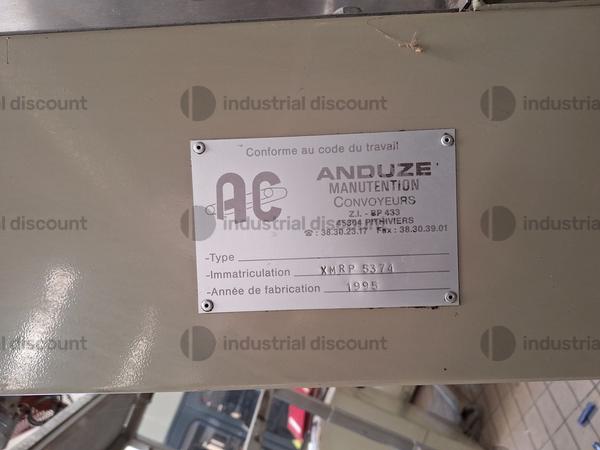 Conforme au code du travail
AC
ANDUZE
MANUTENTION
CONVOYEURS
Z.I. - BP 433
45304 PITHIVIERS
☎ : 38.30.23.17 Fax : 38.30.39.01
-Type
-Immatriculation XMRP 5374
-Année de fabrication 1995
industrial discount
industrial discount
industrial discount
industrial discount
industrial discount
industrial discount
industrial discount
industrial discount
industrial discount